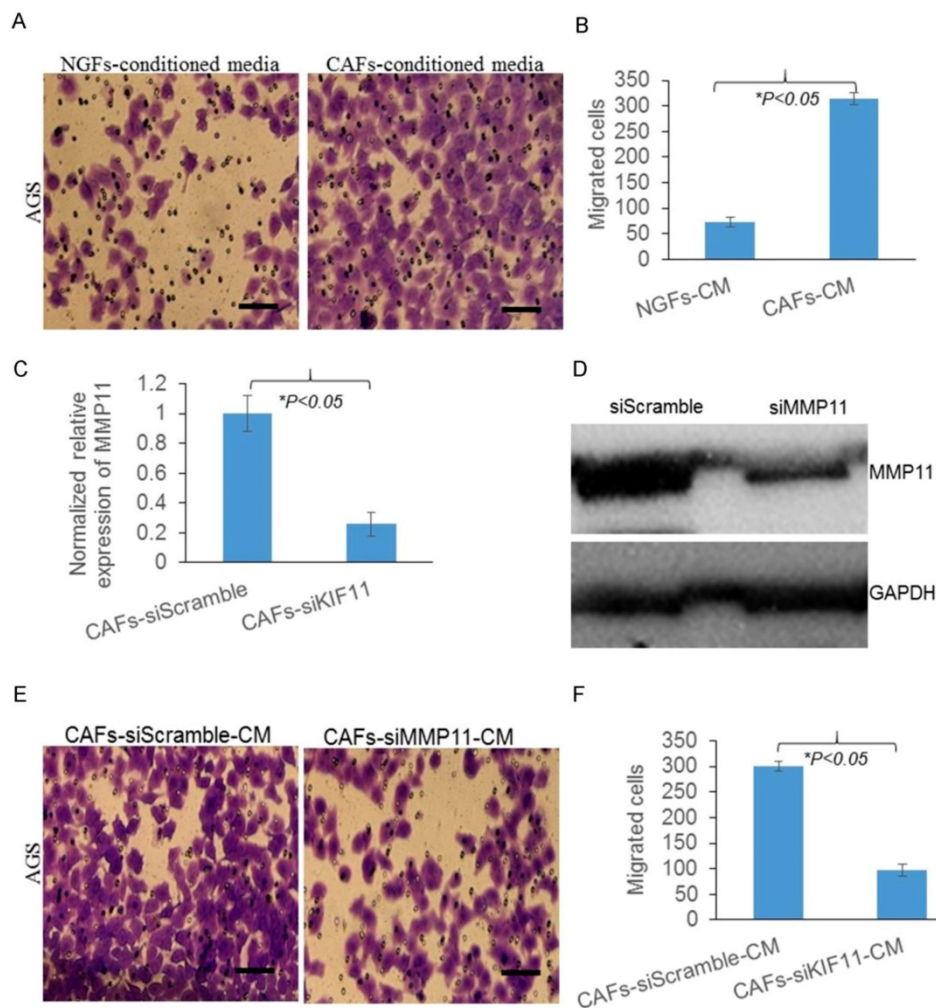 A
NGFs-conditioned media
CAFs-conditioned media
AGS
B
Migrated cells
350
300
250
200
150
100
50
0
*P<0.05
NGFs-CM
CAFs-CM
C
Normalized relative
expression of MMP11
1.2
1
0.8
0.6
0.4
0.2
0
*P<0.05
CAFs-siScramble
CAFs-siKIF11
D
siScramble
siMMP11
MMP11
GAPDH
E
CAFs-siScramble-CM
CAFs-siMMP11-CM
AGS
F
Migrated cells
350
300
250
200
150
100
50
0
*P<0.05
CAFs-siScramble-CM
CAFs-siKIF11-CM